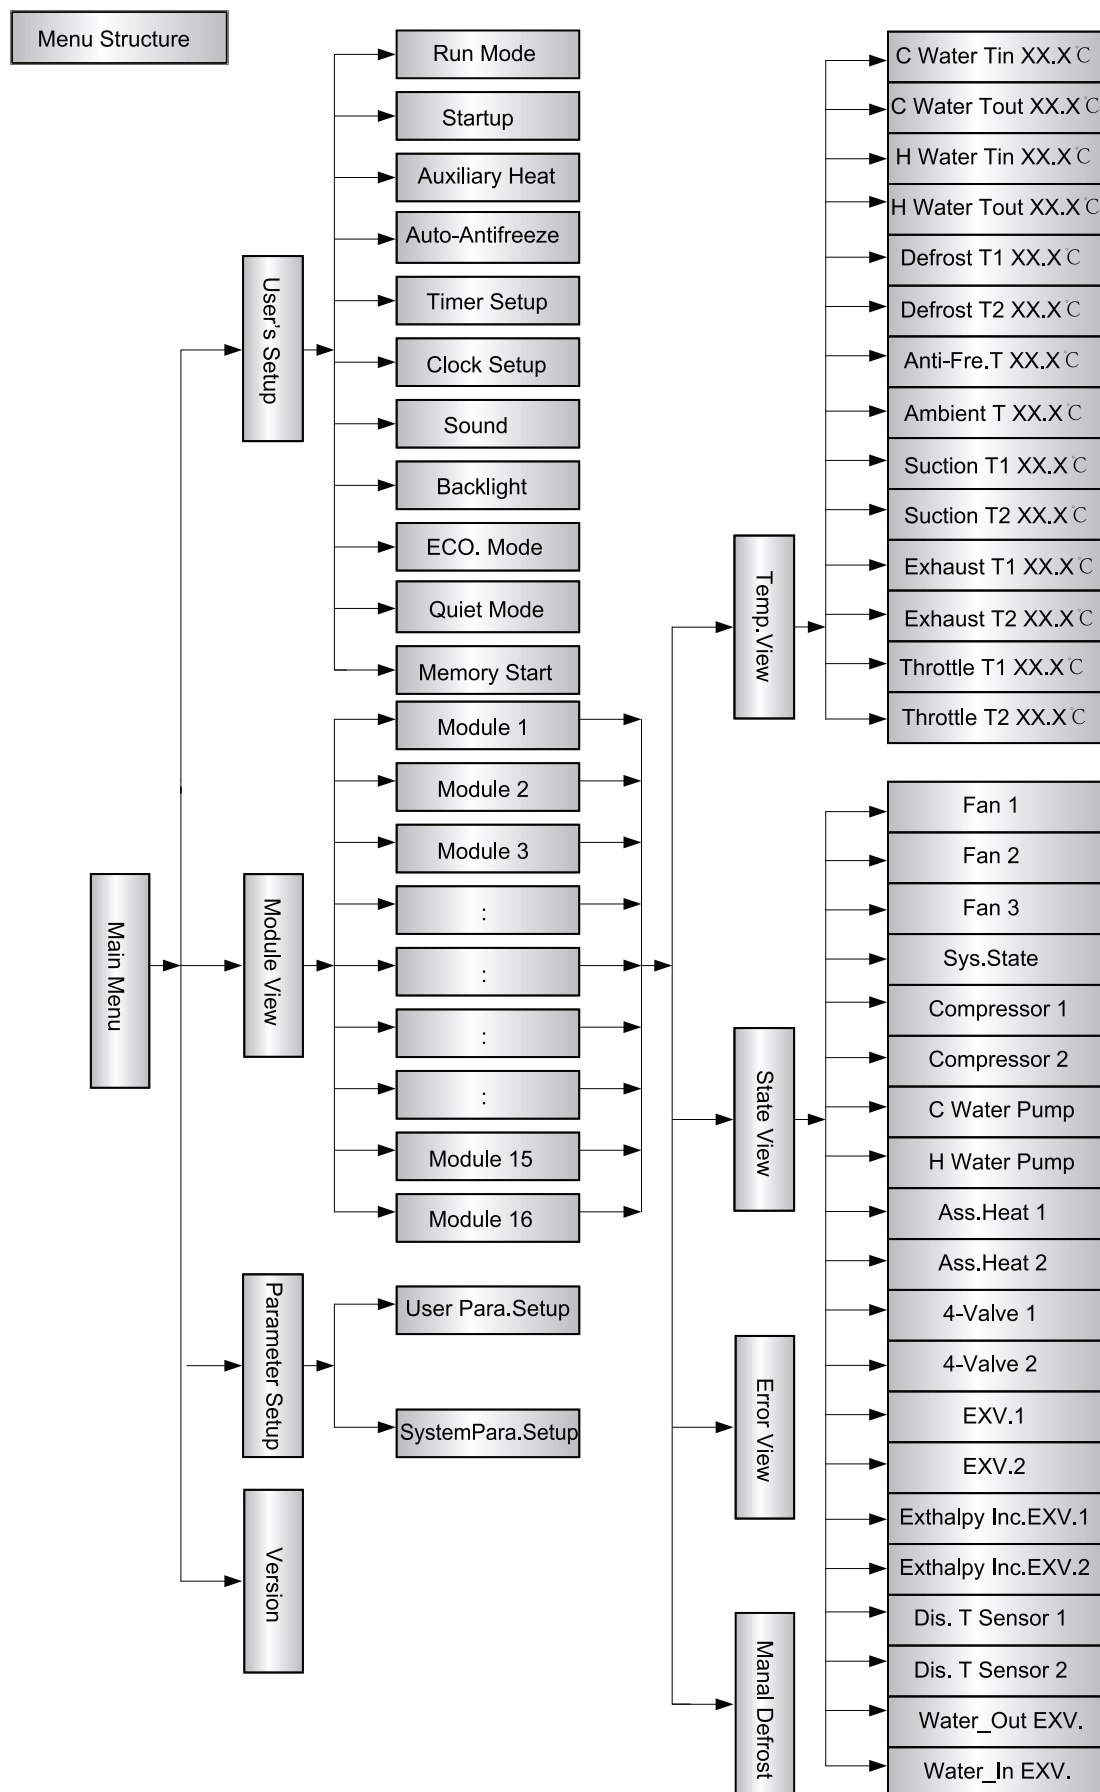 Menu Structure
Main Menu
User's Setup
Module View
Parameter Setup
Version
Run Mode
Startup
Auxiliary Heat
Auto-Antifreeze
Timer Setup
Clock Setup
Sound
Backlight
ECO. Mode
Quiet Mode
Memory Start
Module 1
Module 2
Module 3
:
:
:
:
Module 15
Module 16
User Para.Setup
SystemPara.Setup
Temp.View
State View
Error View
Manal Defrost
C Water Tin XX.X℃
C Water Tout XX.X℃
H Water Tin XX.X℃
H Water Tout XX.X℃
Defrost T1 XX.X℃
Defrost T2 XX.X℃
Anti-Fre.T XX.X℃
Ambient T XX.X℃
Suction T1 XX.X℃
Suction T2 XX.X℃
Exhaust T1 XX.X℃
Exhaust T2 XX.X℃
Throttle T1 XX.X℃
Throttle T2 XX.X℃
Fan 1
Fan 2
Fan 3
Sys.State
Compressor 1
Compressor 2
C Water Pump
H Water Pump
Ass.Heat 1
Ass.Heat 2
4-Valve 1
4-Valve 2
EXV.1
EXV.2
Exthalpy Inc.EXV.1
Exthalpy Inc.EXV.2
Dis. T Sensor 1
Dis. T Sensor 2
Water_Out EXV.
Water_In EXV.